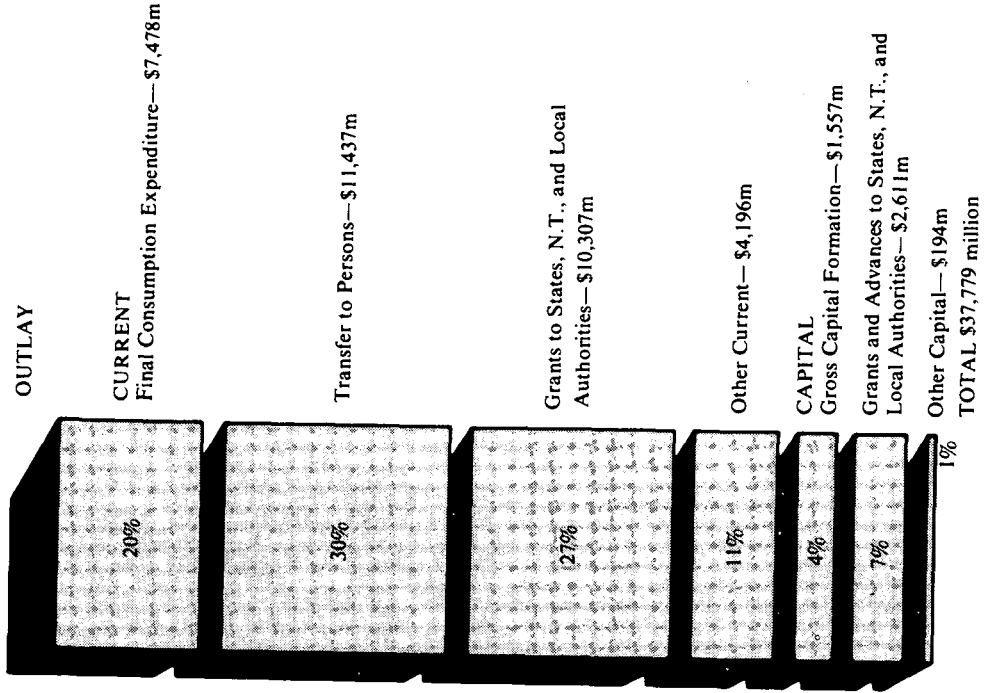 OUTLAY
CURRENT
Final Consumption Expenditure—$7,478m
20%
Transfer to Persons—$11,437m
30%
Grants to States, N.T., and Local
Authorities—$10,307m
27%
Other Current—$4,196m
11%
CAPITAL
Gross Capital Formation—$1,557m
4%
Grants and Advances to States, N.T., and
Local Authorities—$2,611m
7%
Other Capital—$194m
1%
TOTAL $37,779 million